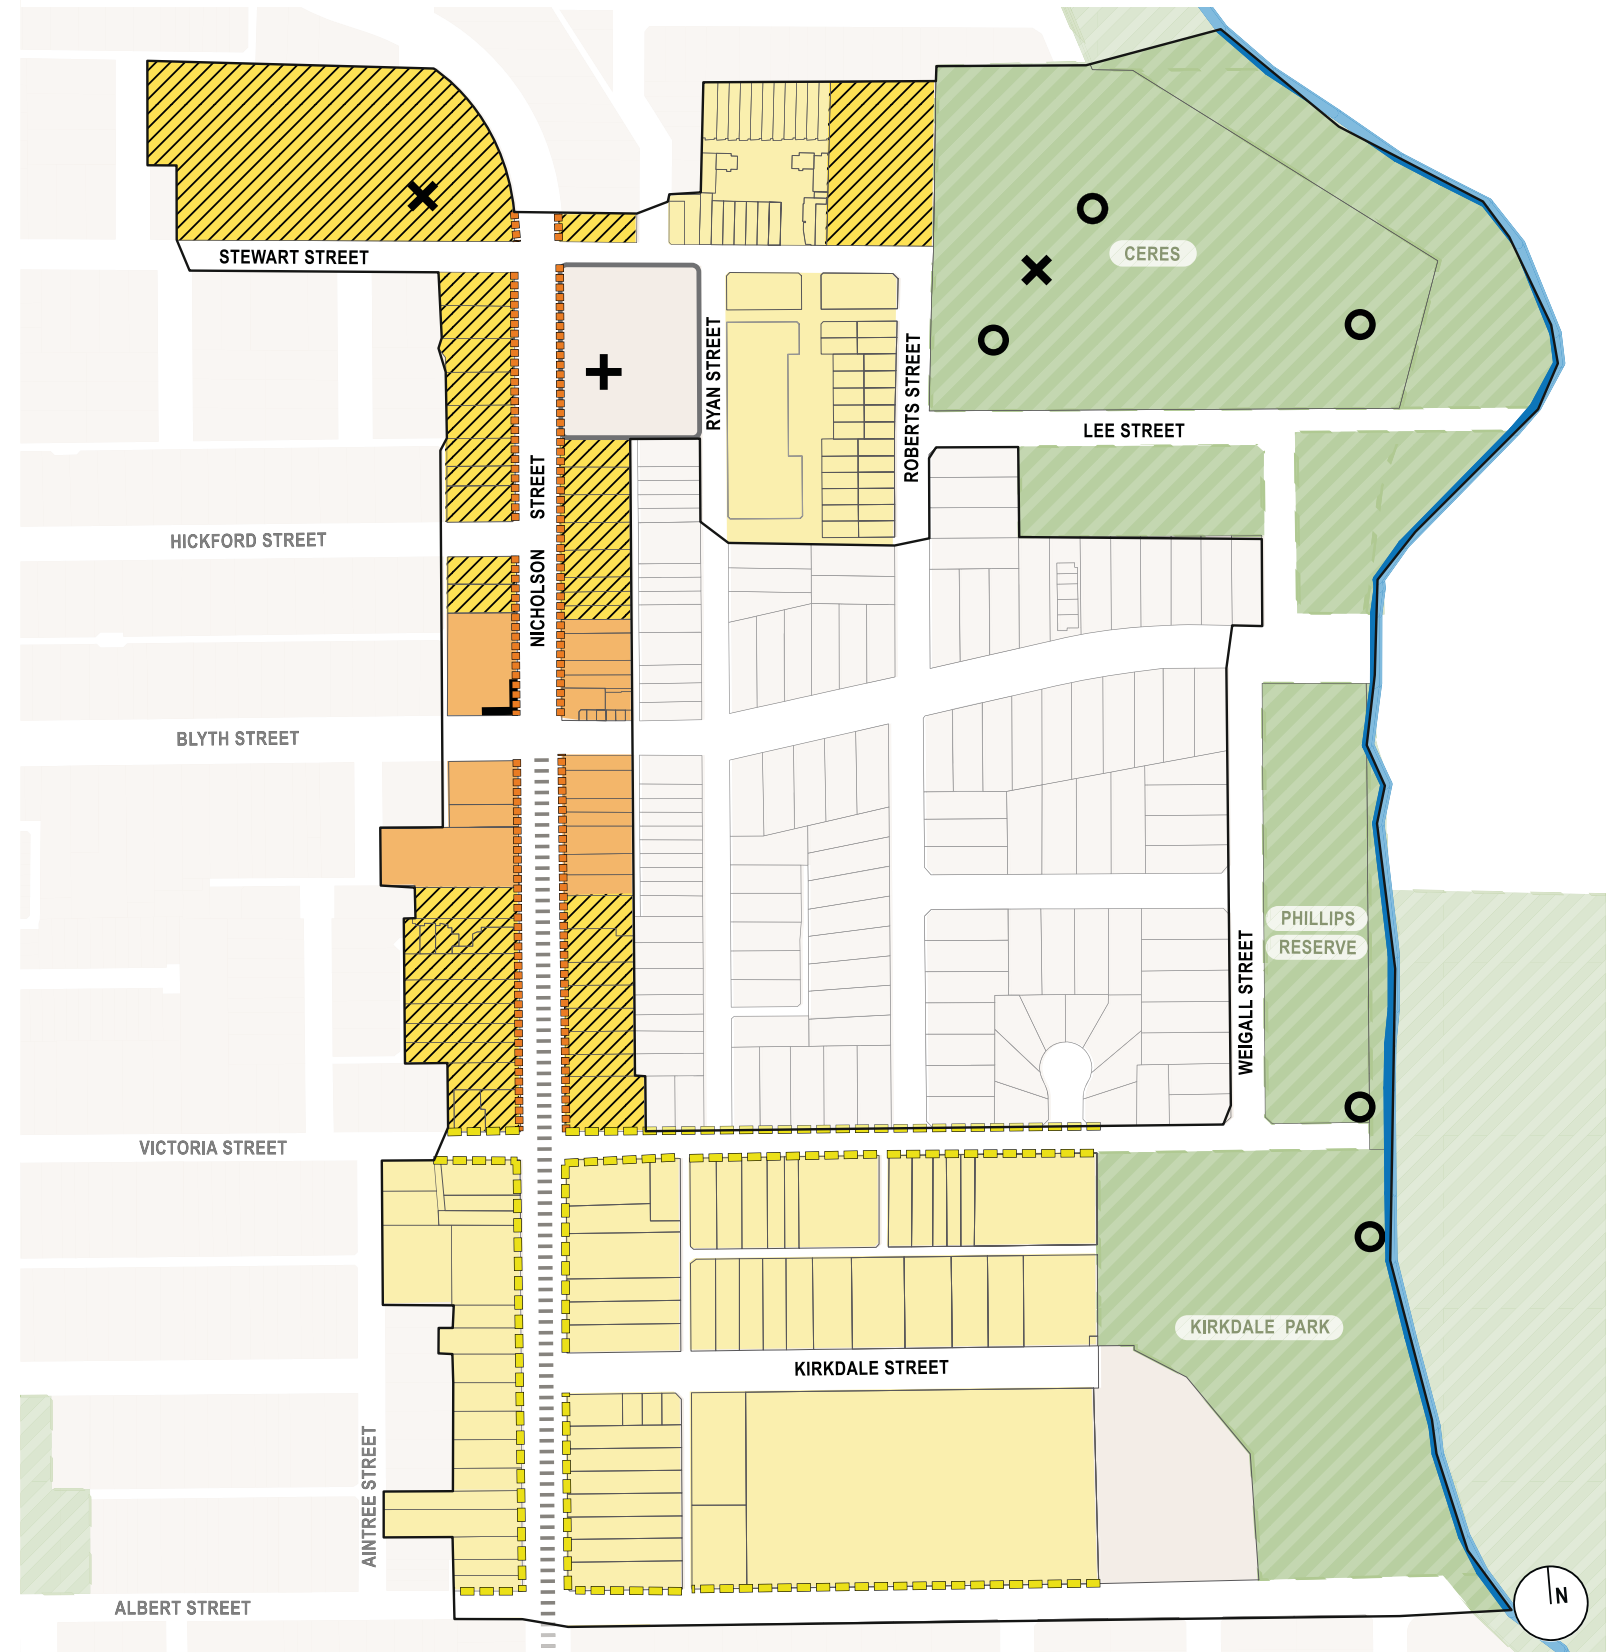 CERES
STEWART STREET
RYAN STREET
ROBERTS STREET
LEE STREET
NICHOLSON STREET
HICKFORD STREET
BLYTH STREET
PHILLIPS
RESERVE
WEIGALL STREET
VICTORIA STREET
KIRKDALE PARK
KIRKDALE STREET
AINTREE STREET
ALBERT STREET
N